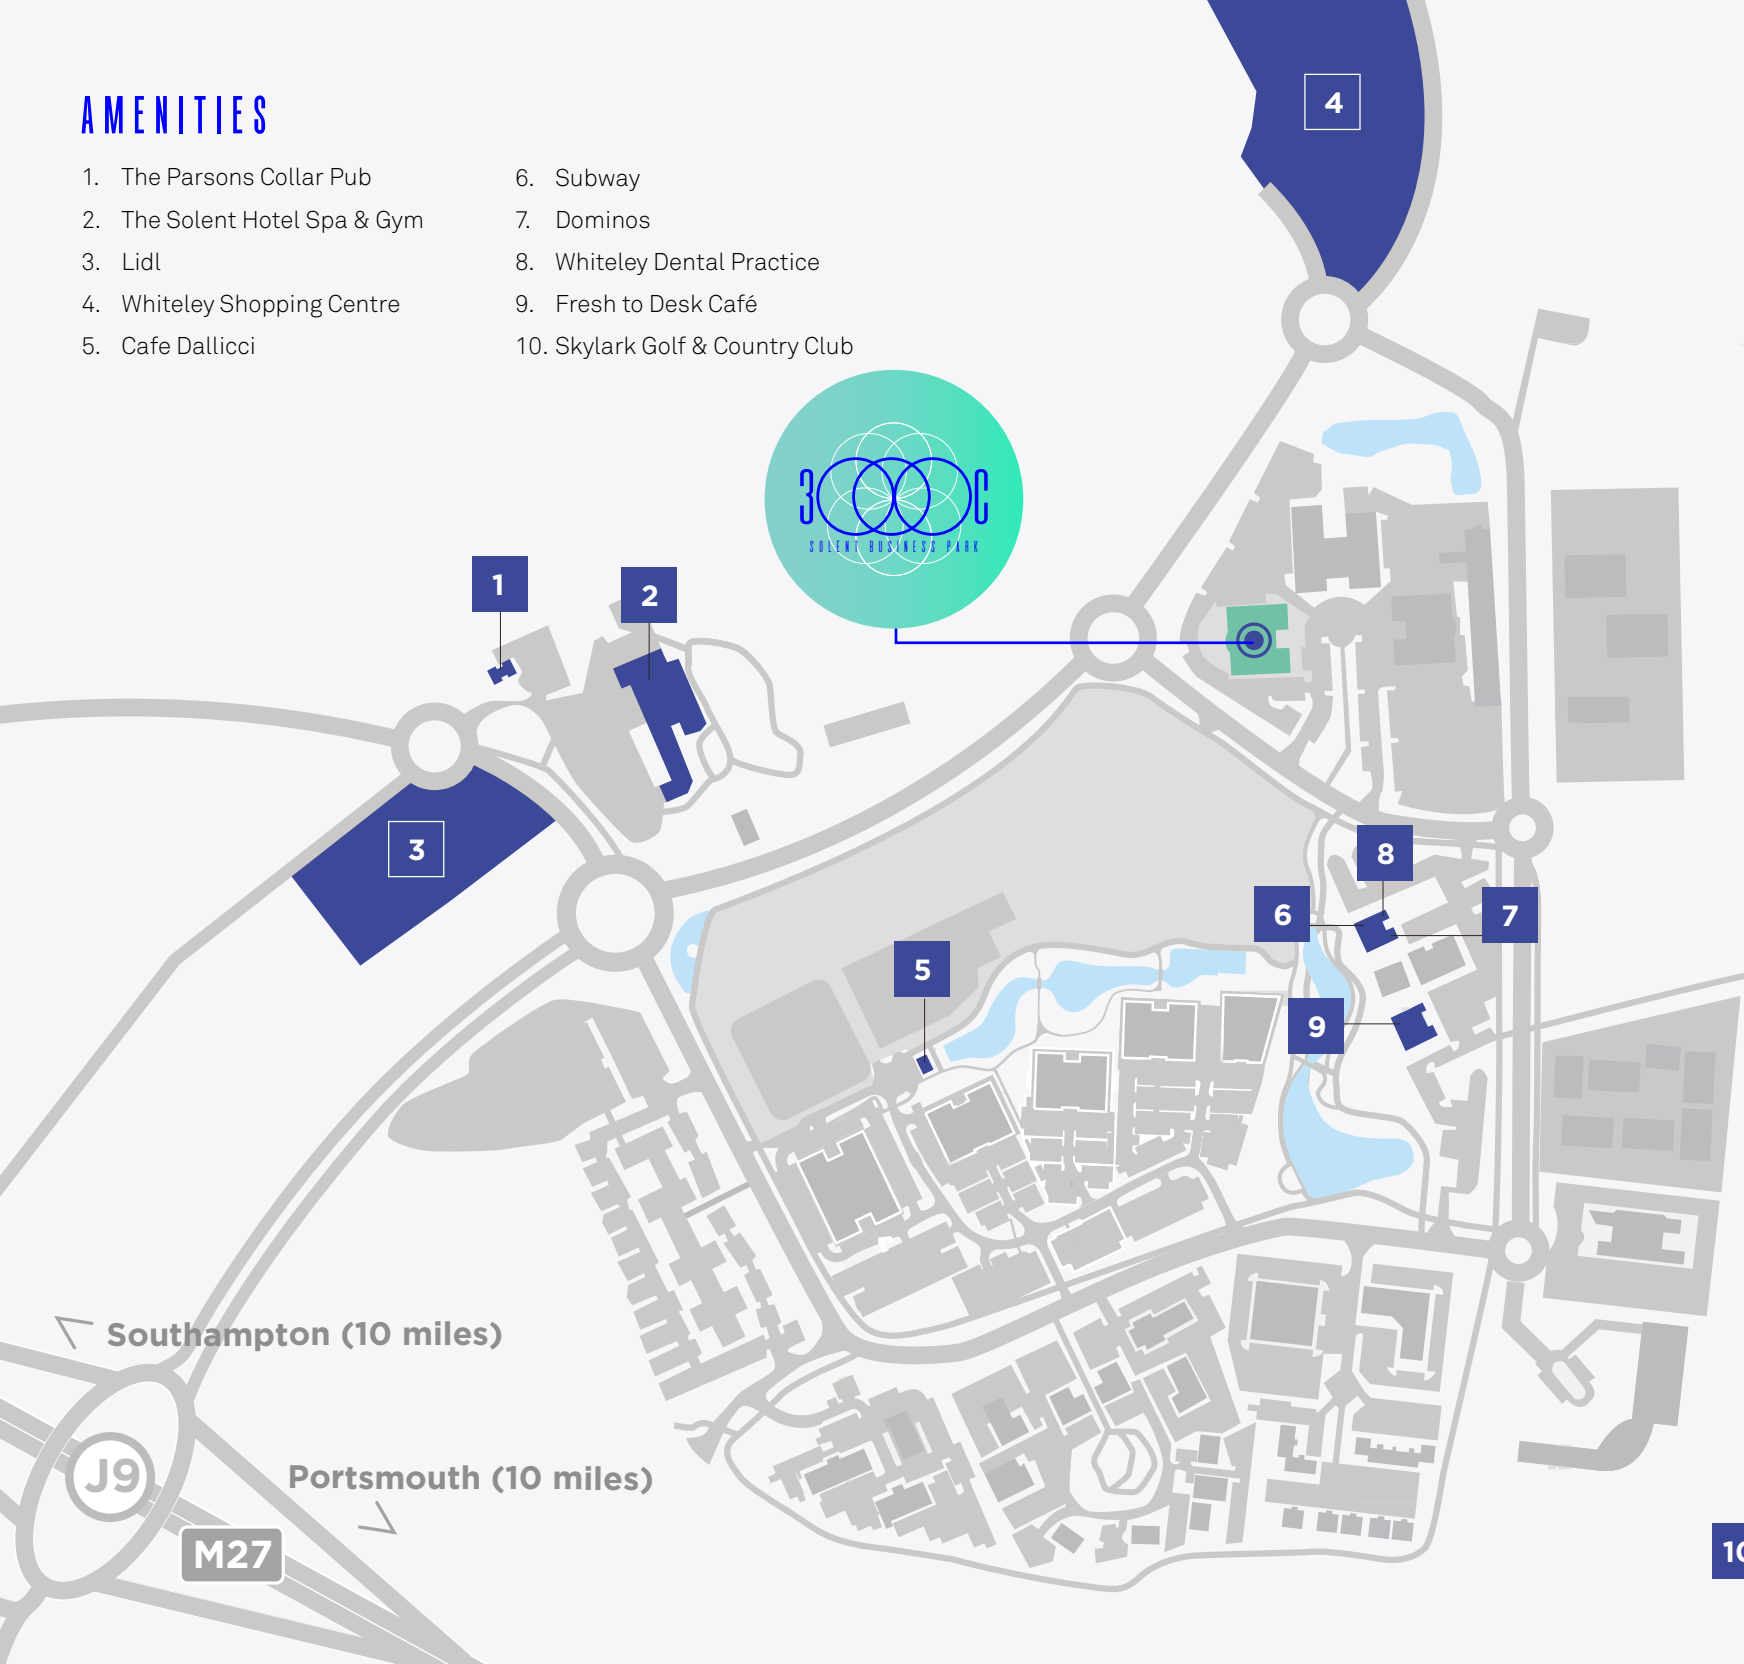 AMENITIES
1. The Parsons Collar Pub
2. The Solent Hotel Spa & Gym
3. Lidl
4. Whiteley Shopping Centre
5. Cafe Dallicci
6. Subway
7. Dominos
8. Whiteley Dental Practice
9. Fresh to Desk Café
10. Skylark Golf & Country Club
4
3000C
SOLENT BUSINESS PARK
1
2
3
8
6
7
5
9
Southampton (10 miles)
J9
Portsmouth (10 miles)
M27
10